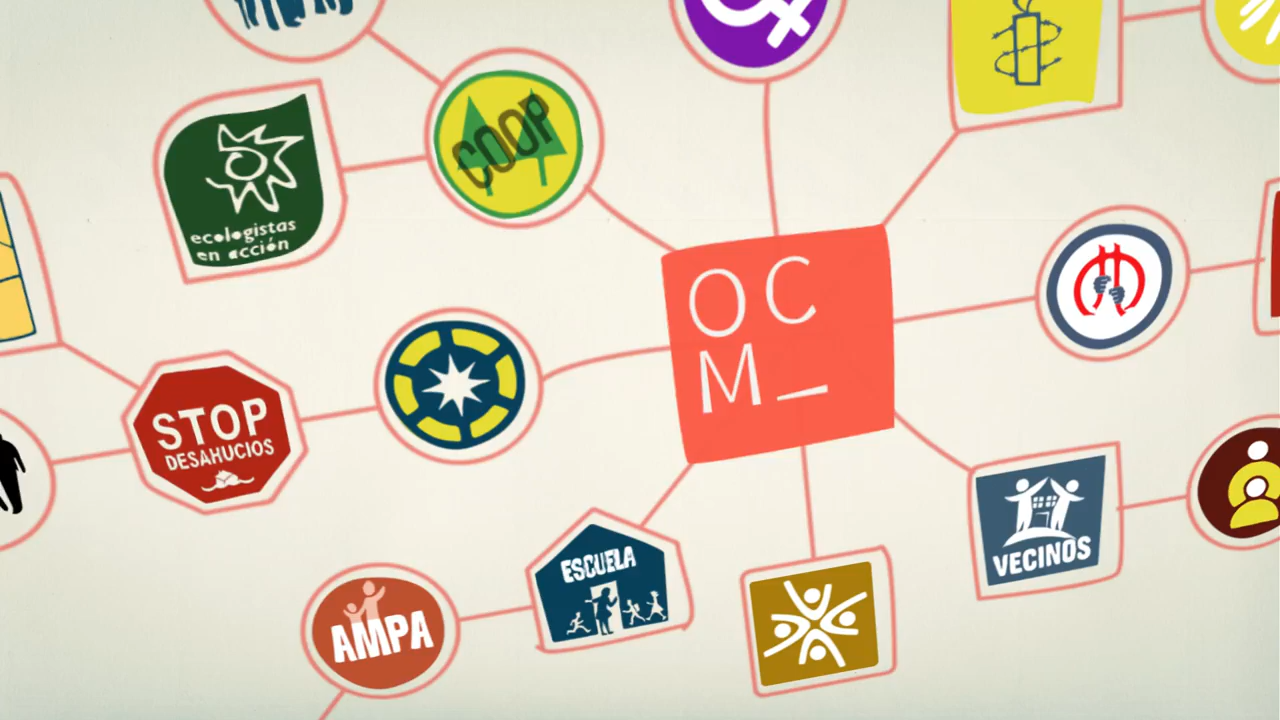 COOP
ecologistas
en acción
OC
M_
STOP
DESAHUCIOS
ESCUELA
VECINOS
AMPA